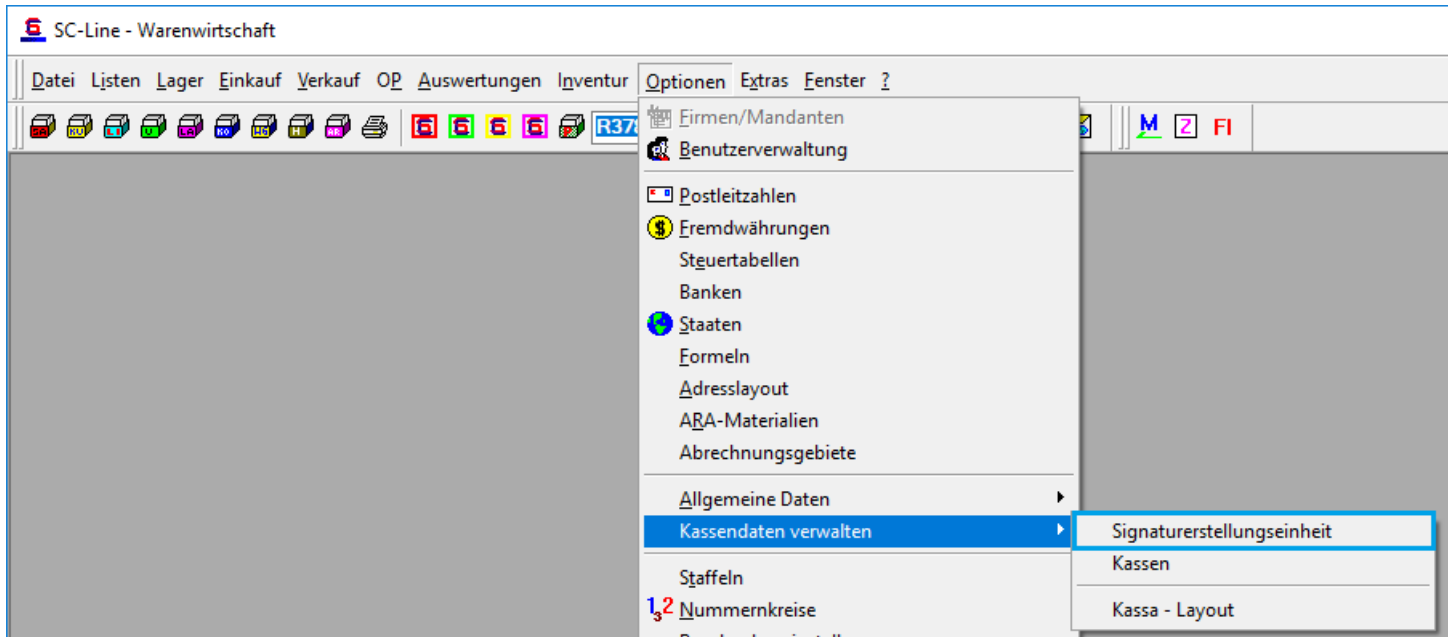 SC-Line - Warenwirtschaft
Datei Listen Lager Einkauf Verkauf OP Auswertungen Inventur Optionen Extras Fenster ?
M Z FI
Firmen/Mandanten
Benutzerverwaltung
Postleitzahlen
Fremdwährungen
Steuertabellen
Banken
Staaten
Formeln
Adresslayout
ARA-Materialien
Abrechnungsgebiete
Allgemeine Daten
Kassendaten verwalten
Signaturerstellungseinheit
Kassen
Kassa - Layout
Staffeln
Nummernkreise